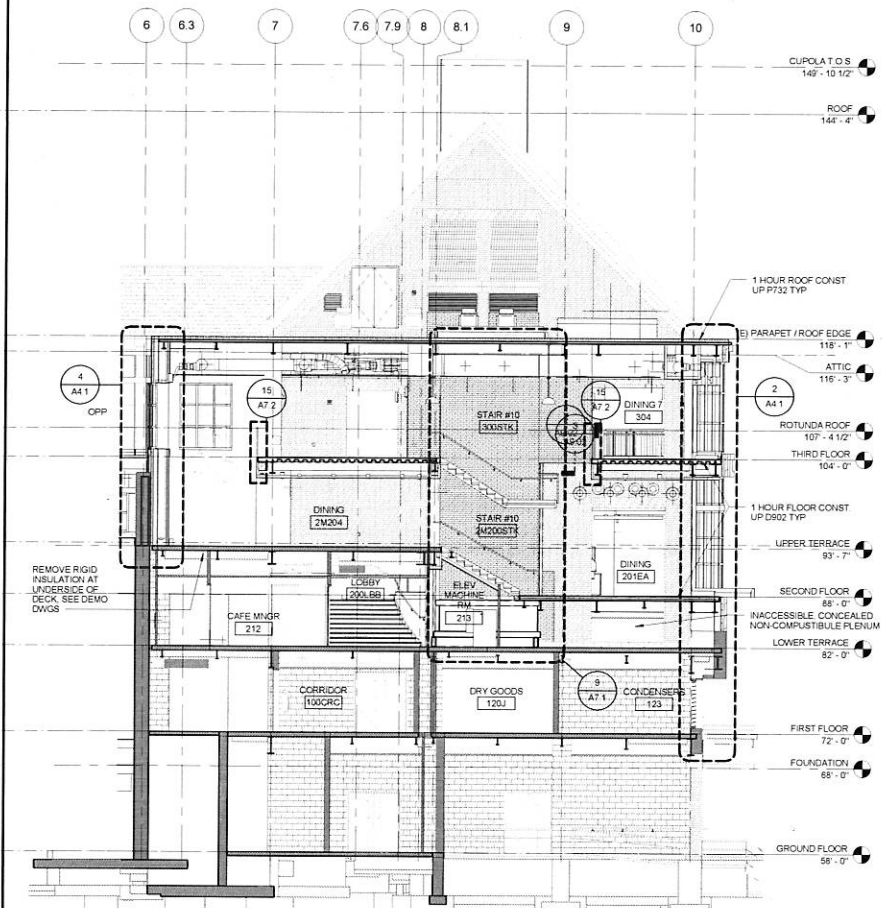 6
6.3
7
7.6
7.9
8
8.1
9
10
CUPOLA T.O.S
149' - 10 1/2"
ROOF
144' - 4"
1 HOUR ROOF CONST
UP P732 TYP
E) PARAPET / ROOF EDGE
118' - 1"
ATTIC
116' - 3"
4
A4.1
OPP
15
A7.2
STAIR #10
300STK
15
A7.2
DINING 7
304
2
A4.1
ROTUNDA ROOF
107' - 4 1/2"
THIRD FLOOR
104' - 0"
DINING
2M204
STAIR #10
2M200STK
1 HOUR FLOOR CONST.
UP D902 TYP
UPPER TERRACE
93' - 7"
REMOVE RIGID
INSULATION AT
UNDERSIDE OF
DECK, SEE DEMO
DWGS
LOBBY
200LBB
ELEV
MACHINE
RM
213
DINING
201EA
SECOND FLOOR
88' - 0"
CAFE MNGR
212
INACCESSIBLE, CONCEALED
NON-COMPUSTIBULE PLENUM
LOWER TERRACE
82' - 0"
CORRIDOR
100CRC
DRY GOODS
120J
9
A7.1
CONDENSERS
123
FIRST FLOOR
72' - 0"
FOUNDATION
68' - 0"
GROUND FLOOR
56' - 0"